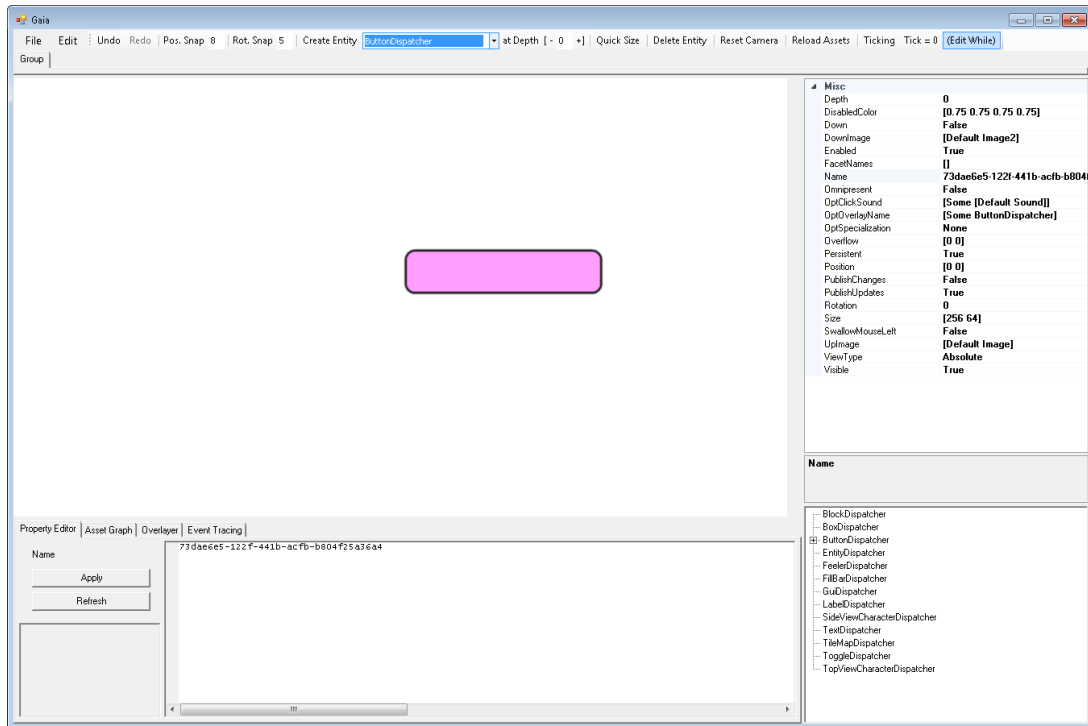 Gaia
File Edit Undo Redo Pos. Snap 8 Rot. Snap 5 Create Entity ButtonDispatcher at Depth [ - 0 +] Quick Size Delete Entity Reset Camera Reload Assets Ticking Tick = 0 (Edit While)
Group
Misc
Depth 0
DisabledColor [0.75 0.75 0.75 0.75]
Down False
DownImage [Default Image2]
Enabled True
FacetNames []
Name 73dae6e5-122f-441b-acfb-b804f
Omnipresent False
OptClickSound [Some [Default Sound]]
OptOverlayName [Some ButtonDispatcher]
OptSpecialization None
Overflow [0 0]
Persistent True
Position [0 0]
PublishChanges False
PublishUpdates True
Rotation 0
Size [256 64]
SwallowMouseLeft False
UpImage [Default Image]
ViewType Absolute
Visible True
Name
Property Editor Asset Graph Overlayer Event Tracing
Name
73dae6e5-122f-441b-acfb-b804f25a36a4
Apply
Refresh
BlockDispatcher
BoxDispatcher
ButtonDispatcher
EntityDispatcher
FeelerDispatcher
FillBarDispatcher
GuiDispatcher
LabelDispatcher
SideViewCharacterDispatcher
TextDispatcher
TileMapDispatcher
ToggleDispatcher
TopViewCharacterDispatcher